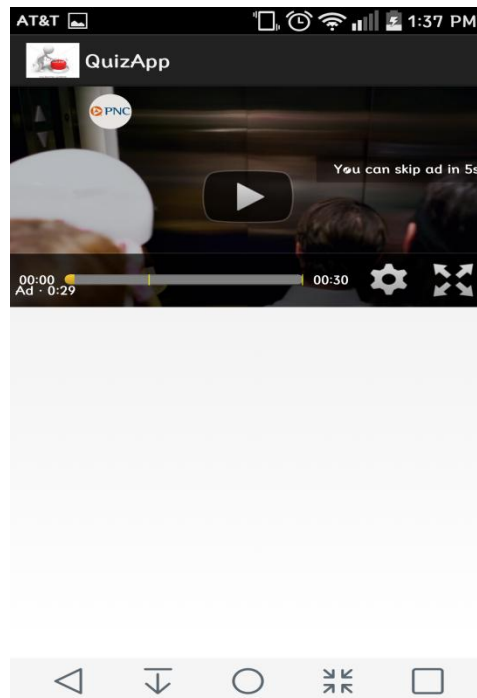 AT&T 1:37 PM
QuizApp
PNC
You can skip ad in 5s
00:00 00:30
Ad · 0:29